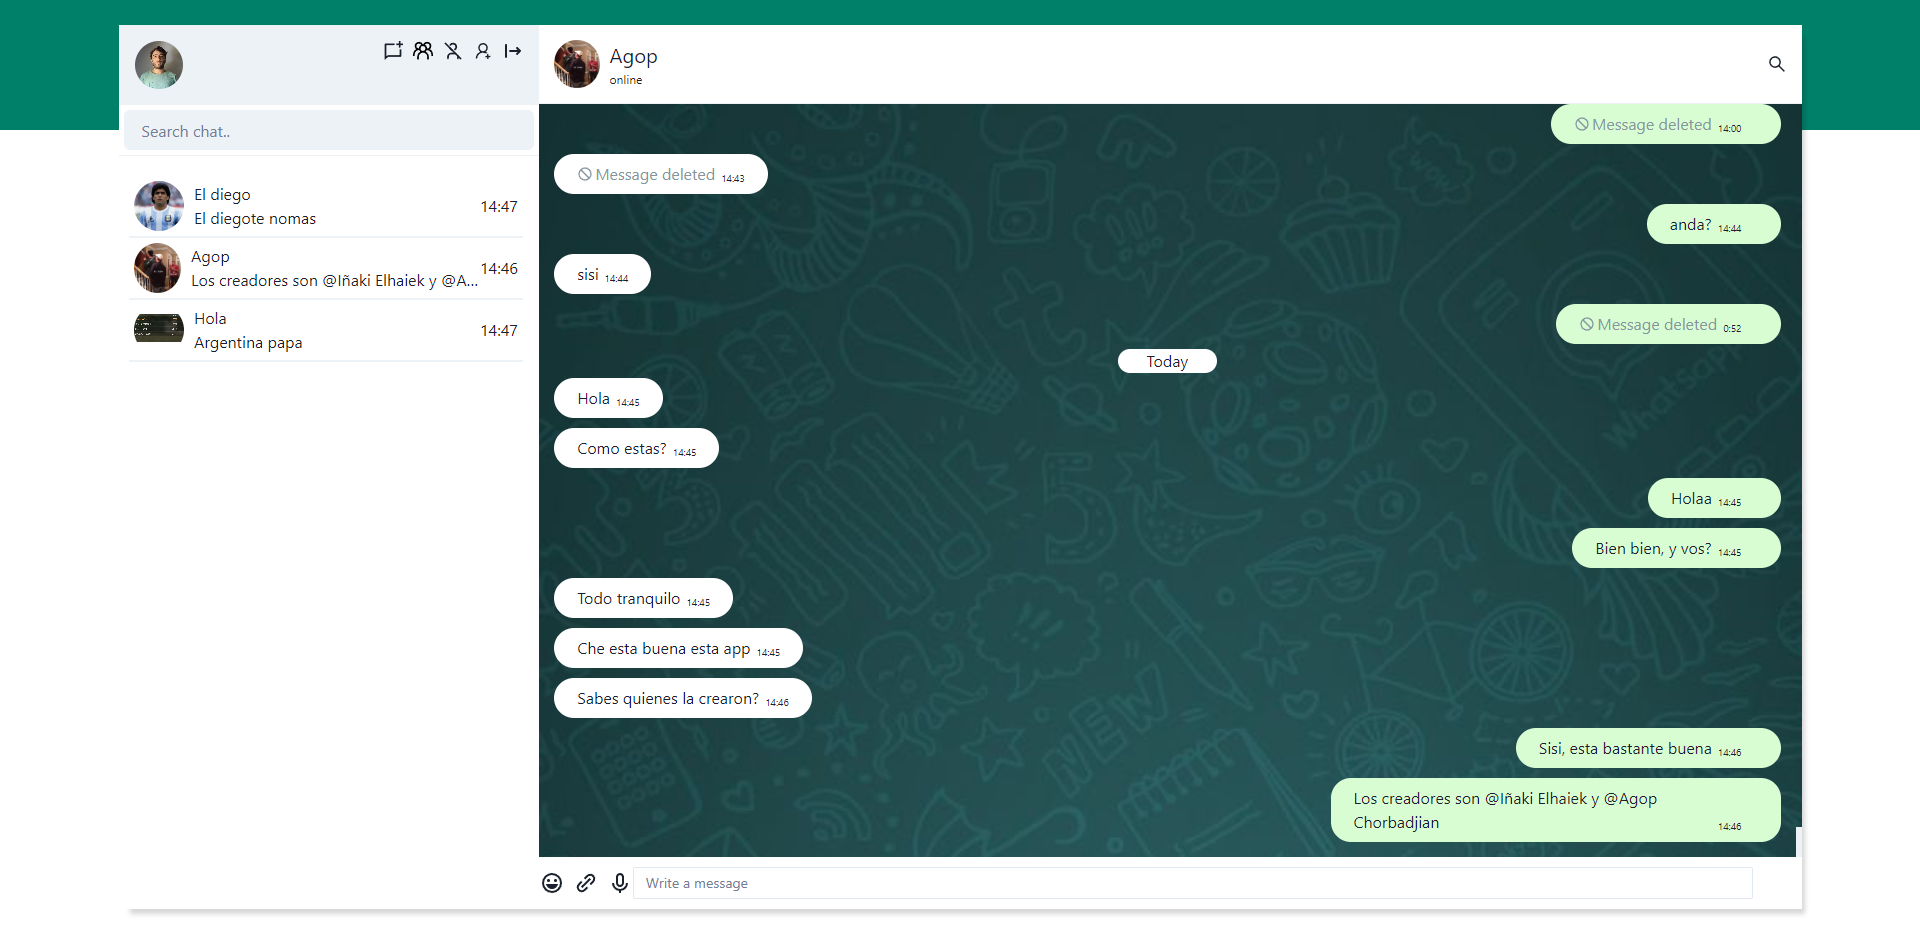 Search chat..
El diego
El diegote nomas
14:47
Agop
Los creadores son @Iñaki Elhaiek y @A...
14:46
Hola
Argentina papa
14:47
Agop
online
Message deleted 14:00
Message deleted 14:43
anda? 14:44
sisi 14:44
Message deleted 0:52
Today
Hola 14:45
Como estas? 14:45
Holaa 14:45
Bien bien, y vos? 14:45
Todo tranquilo 14:45
Che esta buena esta app 14:45
Sabes quienes la crearon? 14:46
Sisi, esta bastante buena 14:46
Los creadores son @Iñaki Elhaiek y @Agop
Chorbadjian 14:46
Whatsapp
5
5
NEW
Write a message